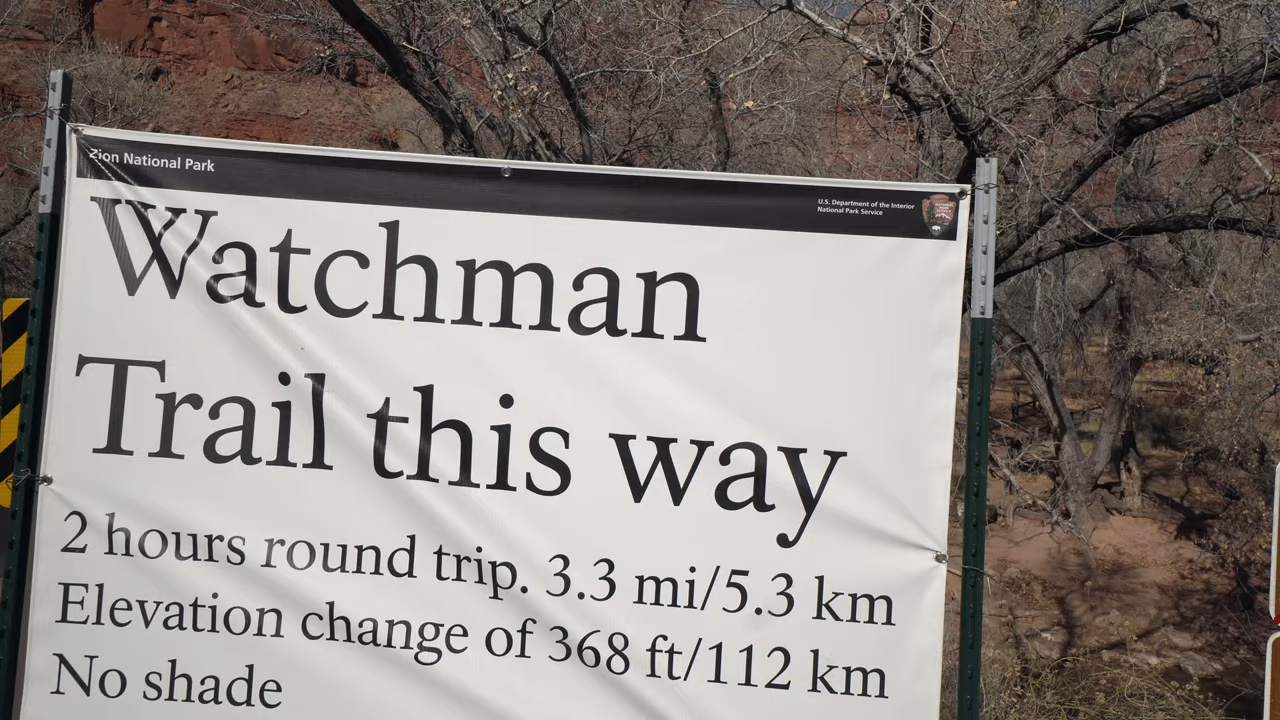 Zion National Park
U.S. Department of the Interior
National Park Service
Watchman
Trail this way
2 hours round trip. 3.3 mi/5.3 km
Elevation change of 368 ft/112 km
No shade